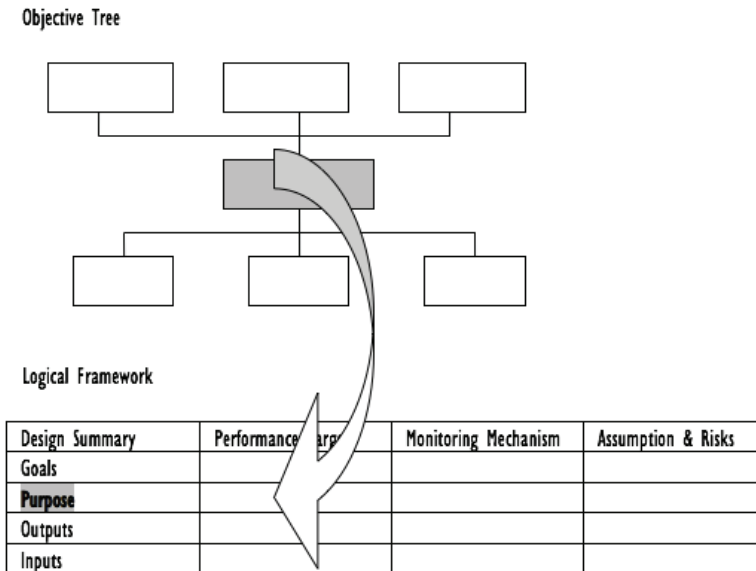 Objective Tree
Logical Framework
Design Summary Performance Monitoring Mechanism Assumption & Risks
Goals
Purpose
Outputs
Inputs